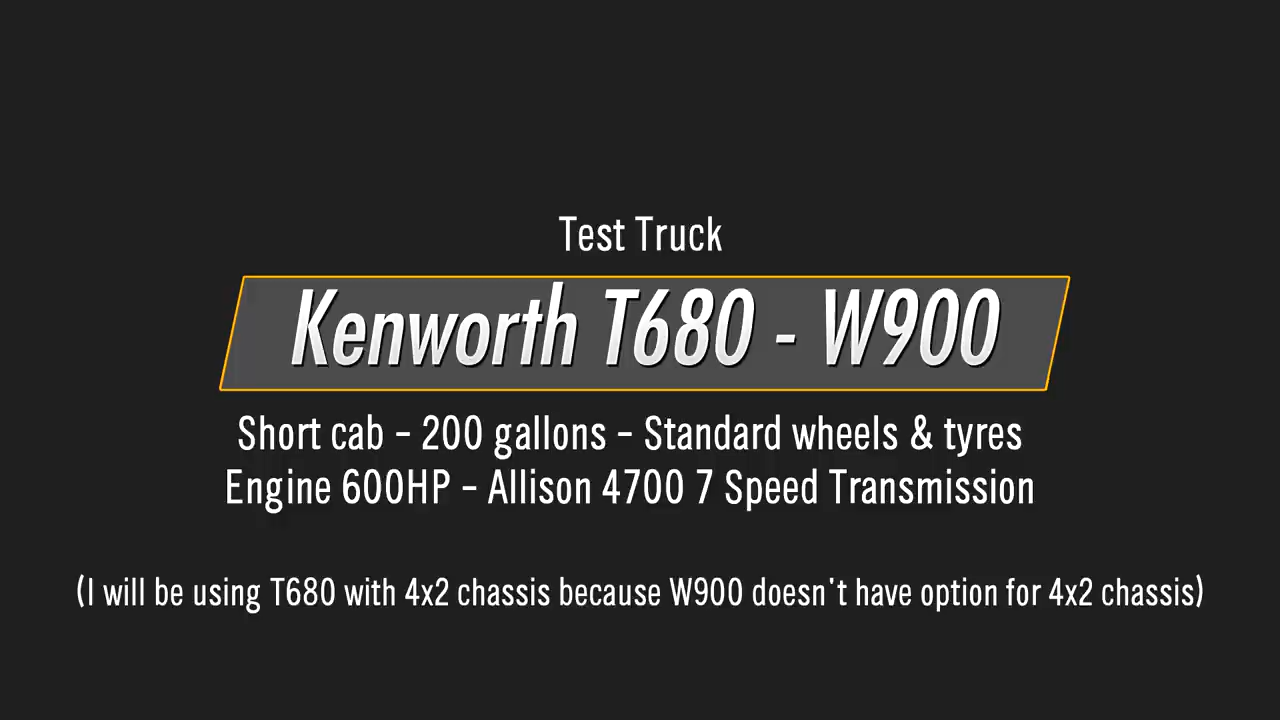 Test Truck
Kenworth T680 - W900
Short cab - 200 gallons - Standard wheels & tyres
Engine 600HP - Allison 4700 7 Speed Transmission
(I will be using T680 with 4x2 chassis because W900 doesn't have option for 4x2 chassis)